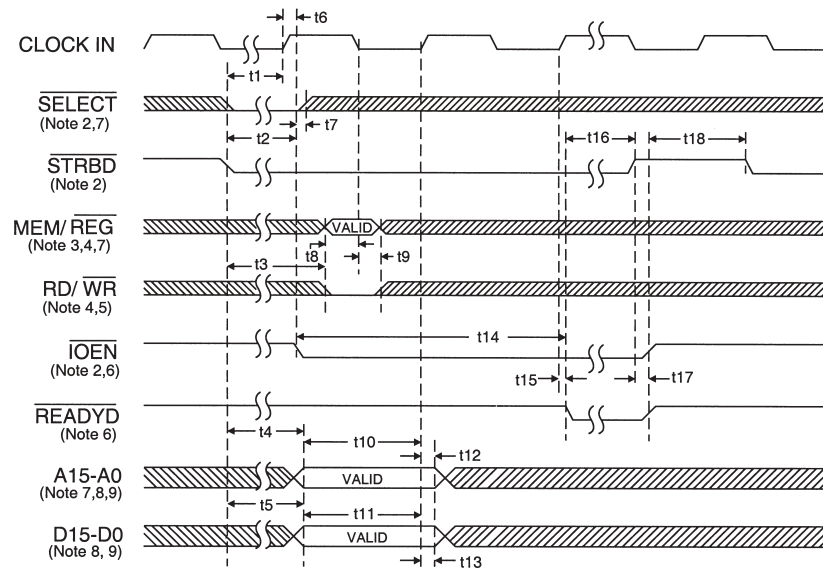 t6
CLOCK IN
t1
SELECT
(Note 2,7)
t7
t2
t16
t18
STRBD
(Note 2)
MEM/REG
VALID
(Note 3,4,7)
t8
t9
t3
RD/WR
(Note 4,5)
t14
IOEN
(Note 2,6)
t15
t17
READYD
(Note 6)
t4
t10
t12
A15-A0
VALID
(Note 7,8,9)
t5
t11
D15-D0
VALID
(Note 8, 9)
t13